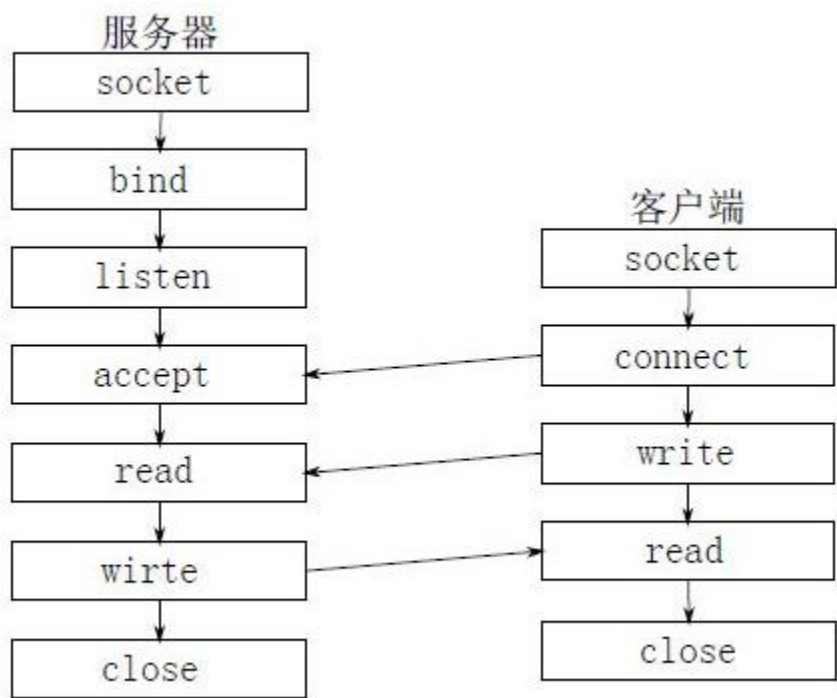 服务器
socket
bind
listen
accept
read
wirte
close
客户端
socket
connect
write
read
close